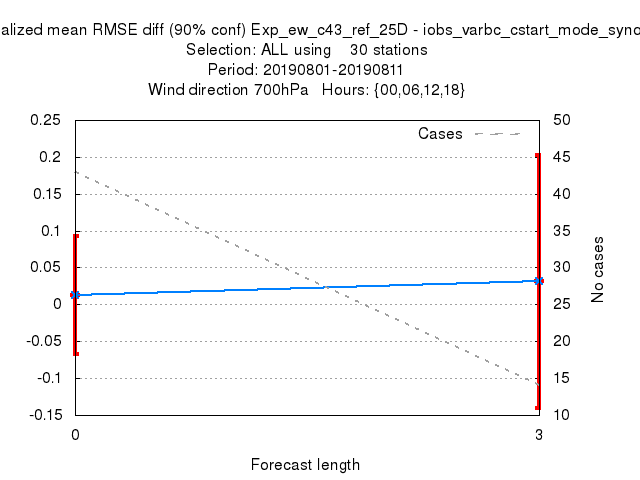 alized mean RMSE diff (90% conf) Exp_ew_c43_ref_25D - iobs_varbc_cstart_mode_syno
Selection: ALL using 30 stations
Period: 20190801-20190811
Wind direction 700hPa Hours: {00,06,12,18}
Cases
0.25
0.2
0.15
0.1
0.05
0
-0.05
-0.1
-0.15
50
45
40
35
30
25
20
15
10
No cases
0 3
Forecast length